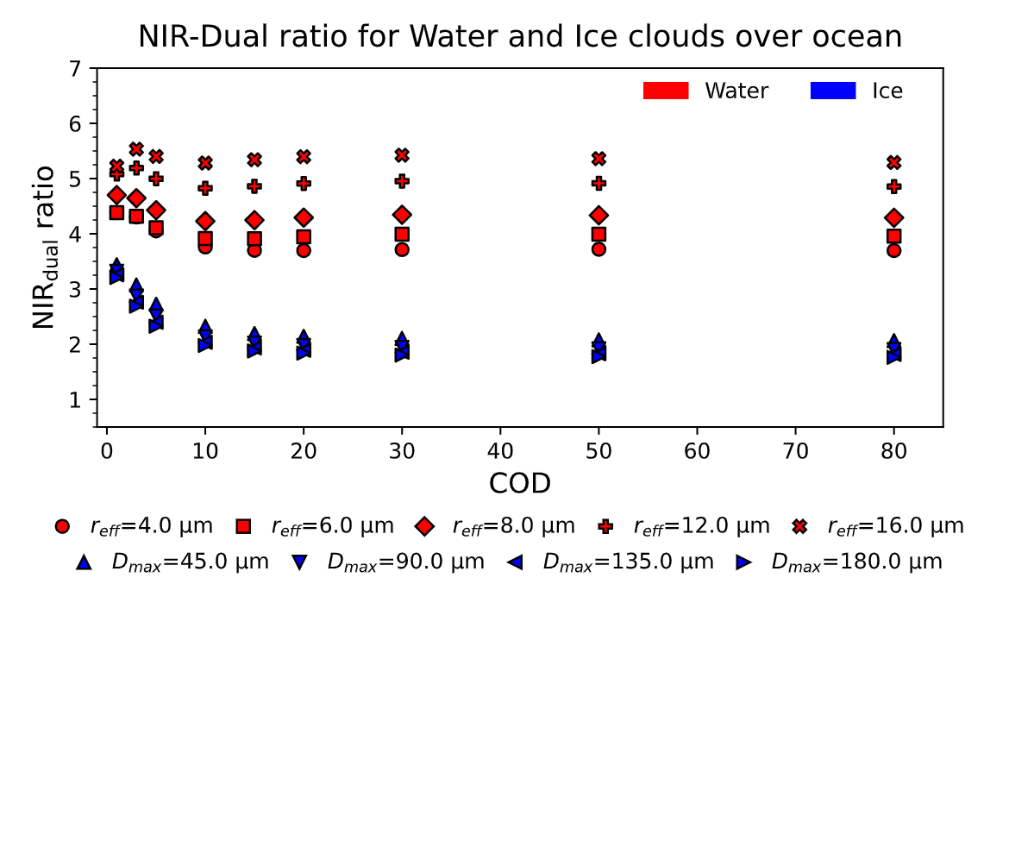 NIR-Dual ratio for Water and Ice clouds over ocean
7
Water Ice
6
5
4
3
2
1
NIRdual ratio
0 10 20 30 40 50 60 70 80
COD
reff=4.0 µm reff=6.0 µm reff=8.0 µm reff=12.0 µm reff=16.0 µm
Dmax=45.0 µm Dmax=90.0 µm Dmax=135.0 µm Dmax=180.0 µm